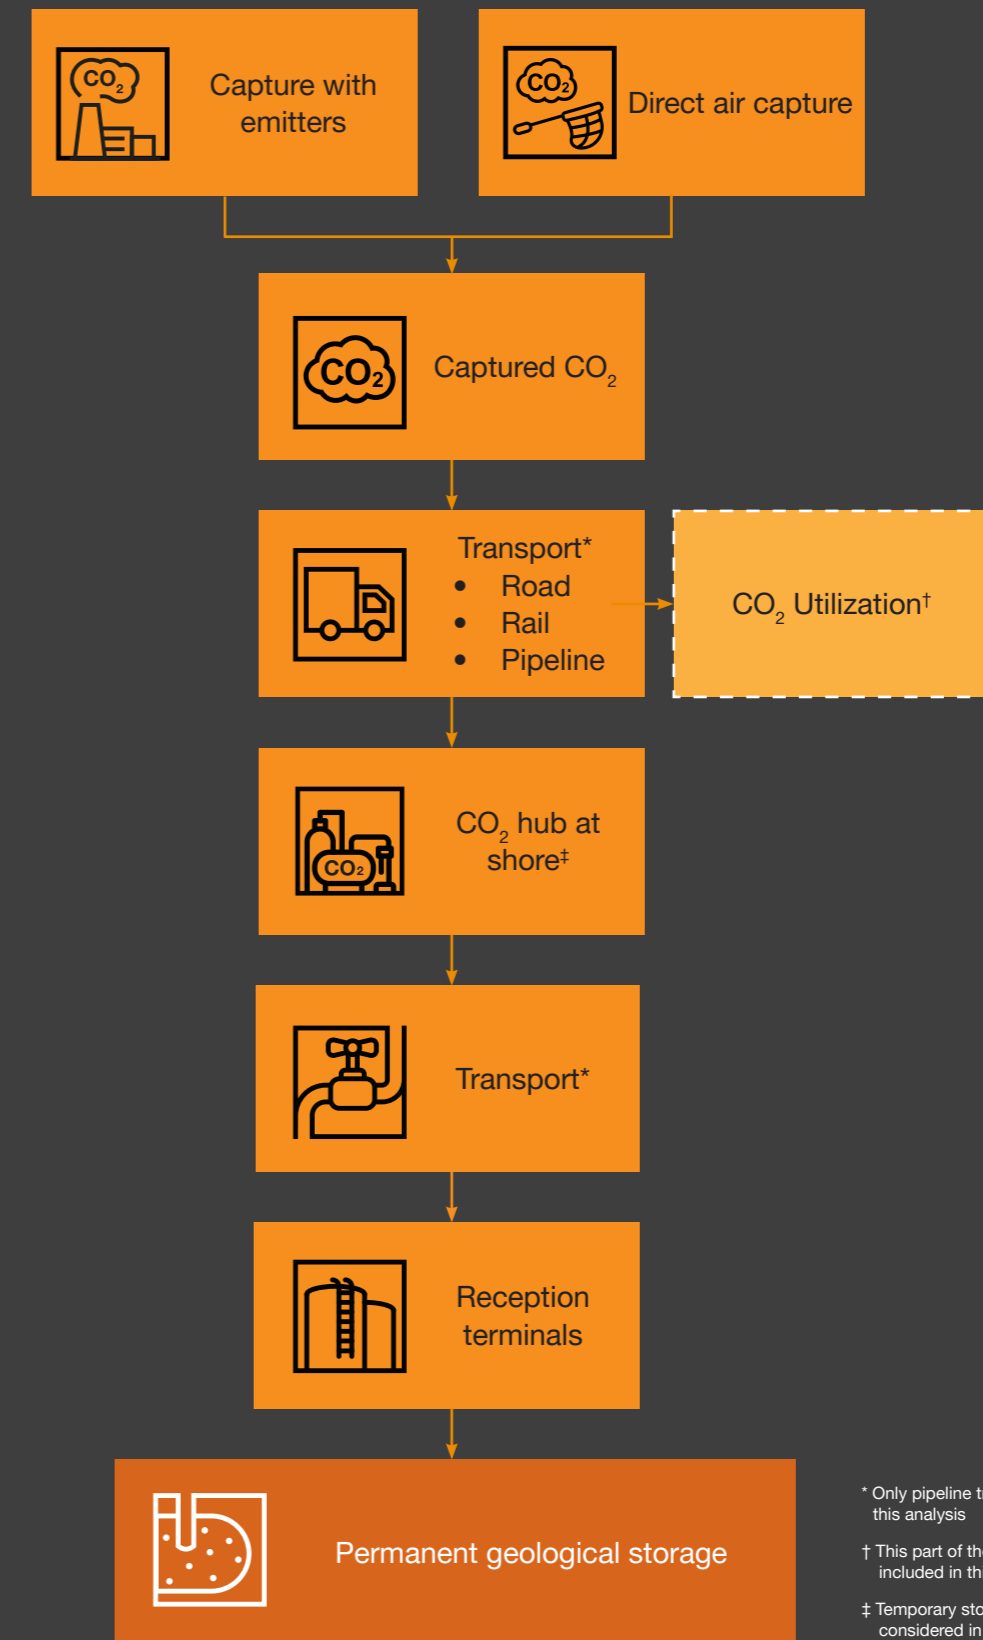 CO₂
Capture with
emitters
CO₂
Direct air capture
CO₂
Captured CO₂
Transport*
• Road
• Rail
• Pipeline
CO₂ Utilization†
CO₂
CO₂ hub at
shore‡
Transport*
Reception
terminals
Permanent geological storage
* Only pipeline
this analysis
† This part of
included in
‡ Temporary
considered in